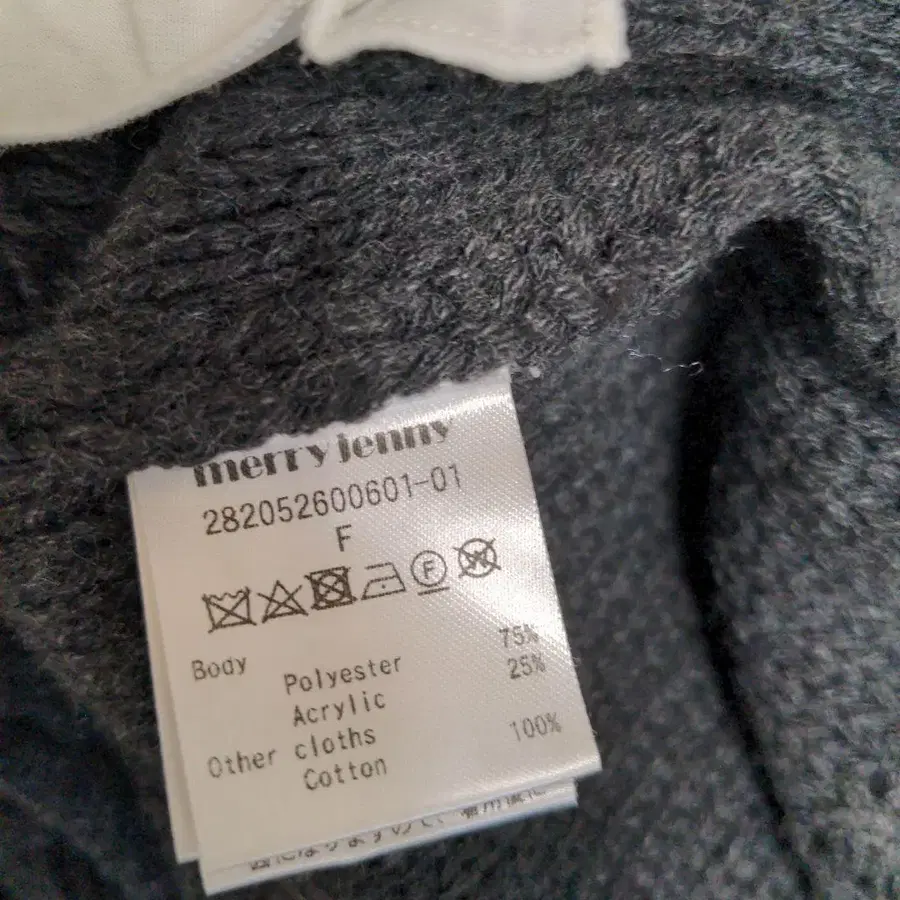 merry jenny
282052600601-01
F
F W
Body
Polyester 75%
Acrylic 25%
Other cloths
Cotton 100%